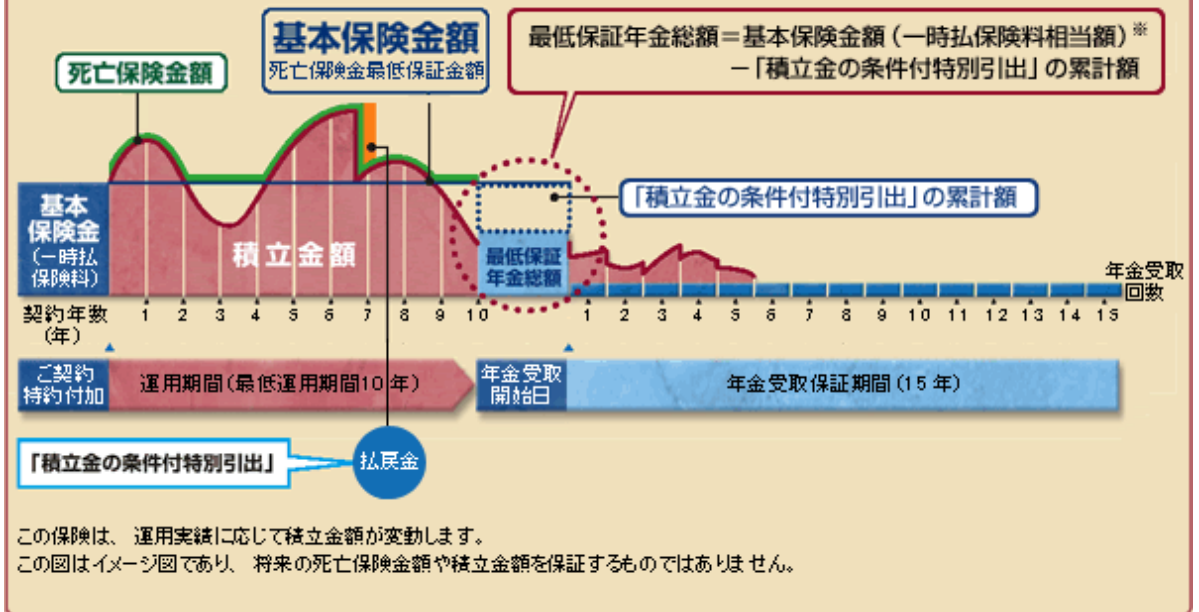 基本保険金額
死亡保険金最低保証金額
死亡保険金額
最低保証年金総額＝基本保険金額（一時払保険料相当額）※
－「積立金の条件付特別引出」の累計額
「積立金の条件付特別引出」の累計額
基本
保険金
（一時払
保険料）
積立金額
最低保証
年金総額
年金受取
回数
契約年数
（年）
1 2 3 4 5 6 7 8 9 10
1 2 3 4 5 6 7 8 9 10 11 12 13 14 15
ご契約
特約付加
運用期間（最低運用期間10年）
年金受取
開始日
年金受取保証期間（15年）
「積立金の条件付特別引出」
払戻金
この保険は、運用実績に応じて積立金額が変動します。
この図はイメージ図であり、将来の死亡保険金額や積立金額を保証するものではありません。